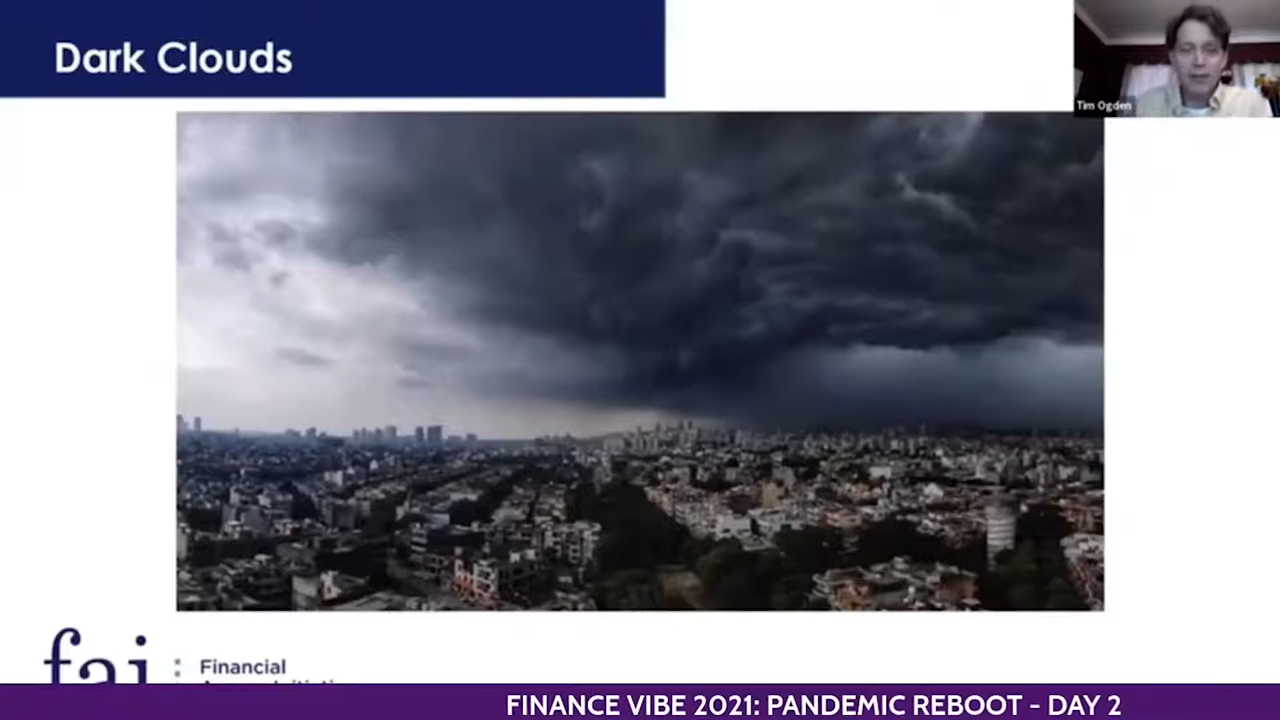 Dark Clouds
Tim Ogden
fai
Financial
FINANCE VIBE 2021: PANDEMIC REBOOT - DAY 2